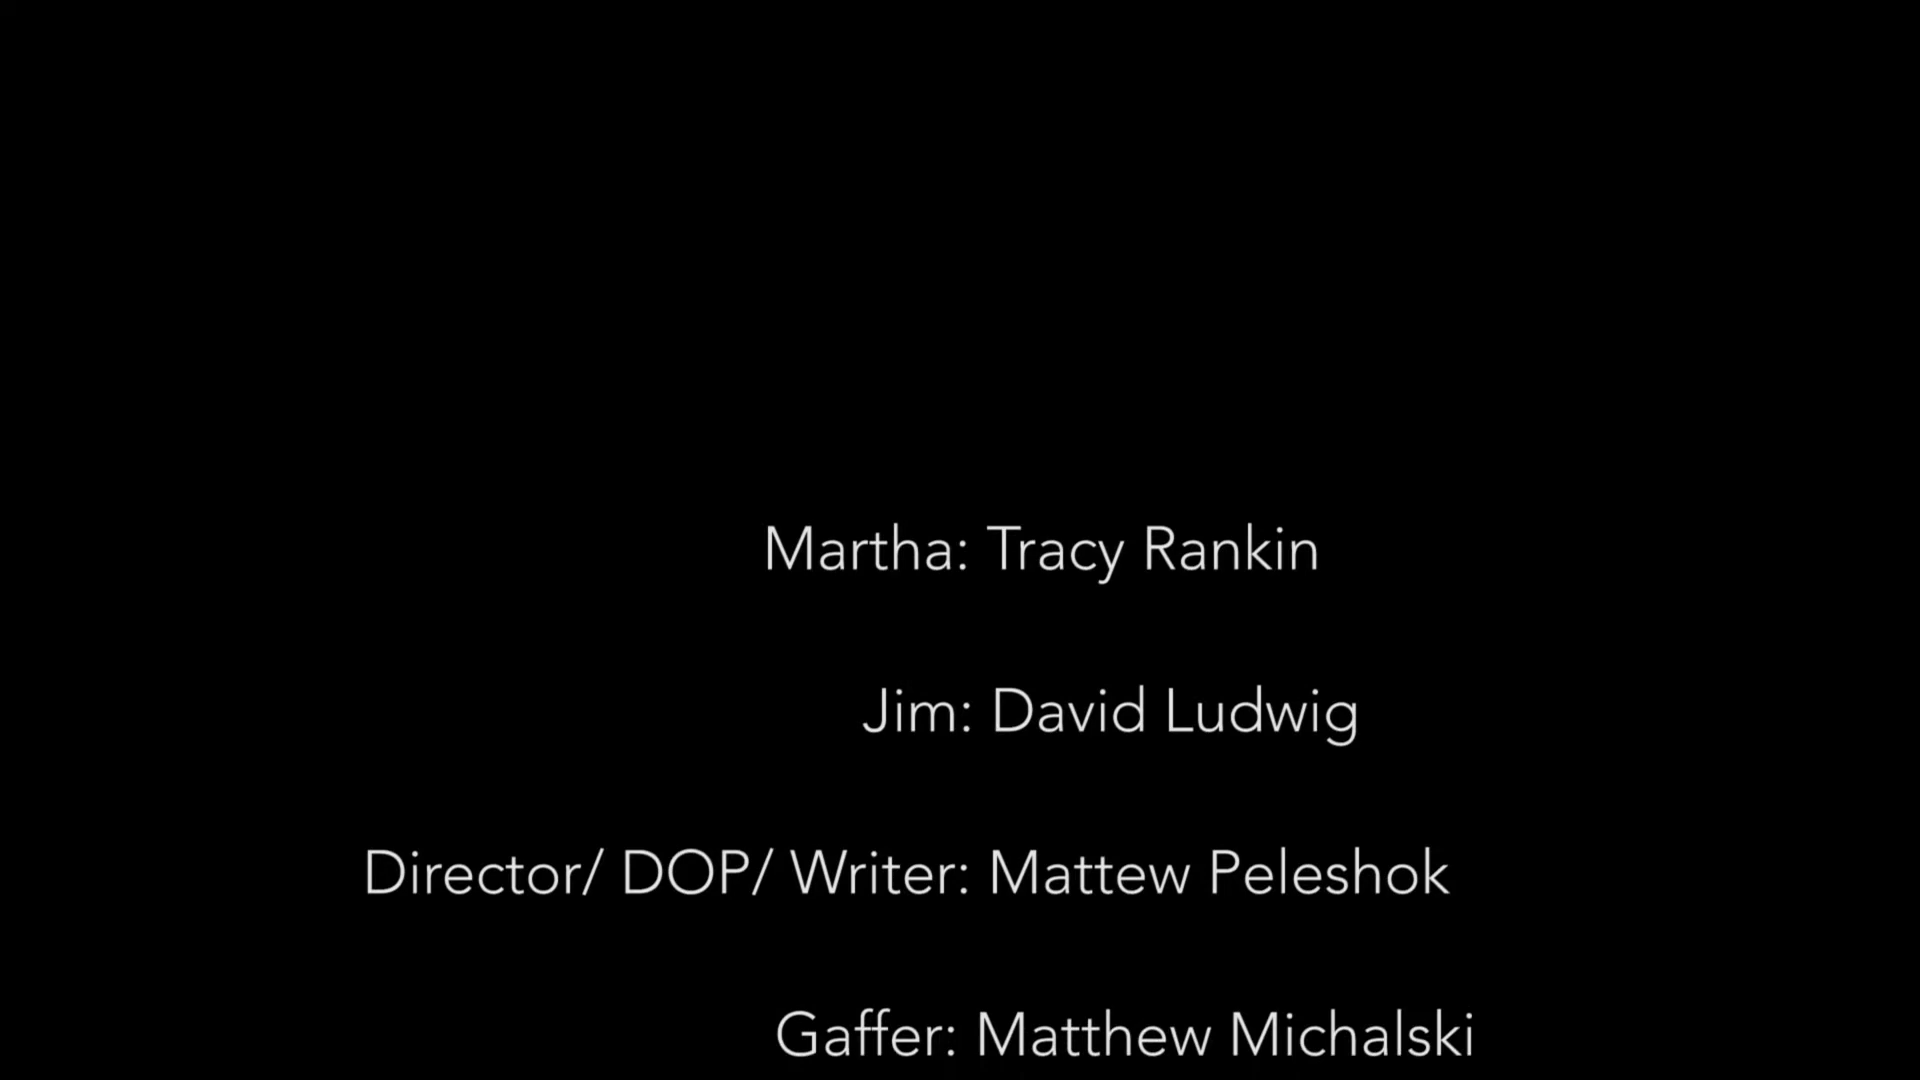 Martha: Tracy Rankin
Jim: David Ludwig
Director/ DOP/ Writer: Mattew Peleshok
Gaffer: Matthew Michalski